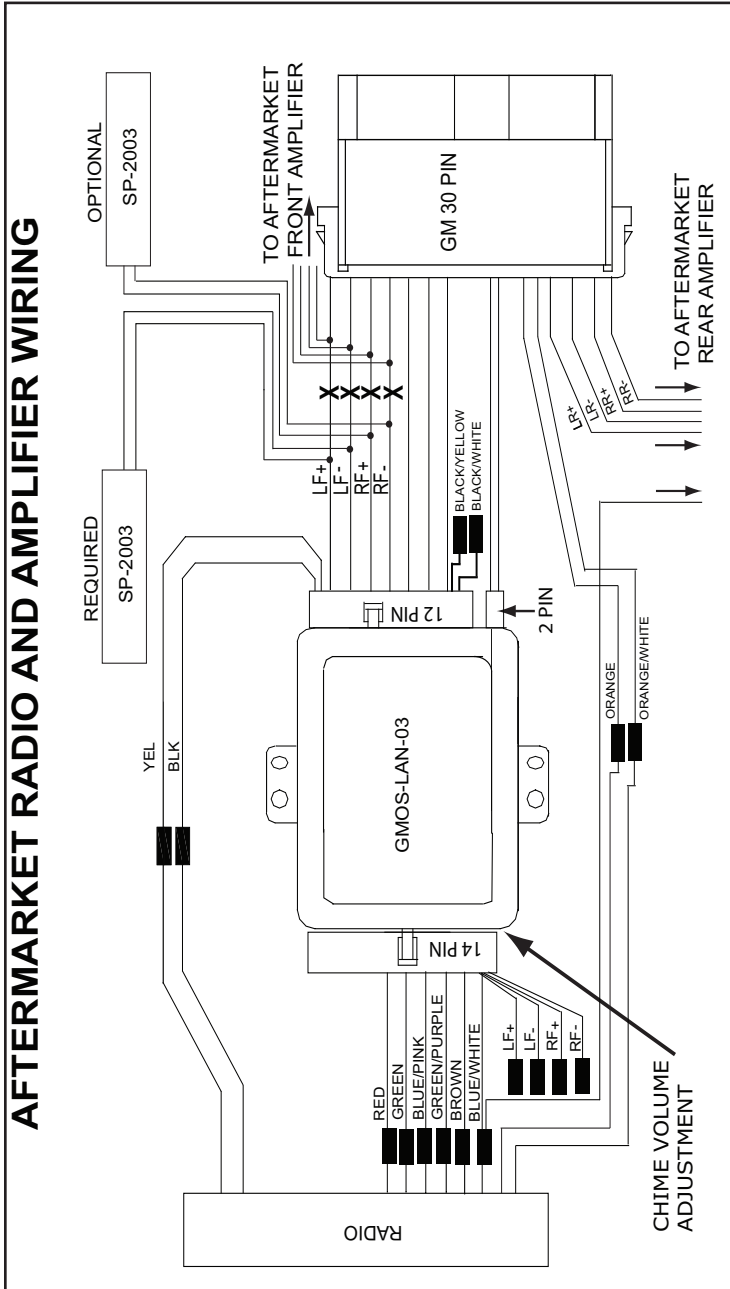 AFTERMARKET RADIO AND AMPLIFIER WIRING
OPTIONAL
SP-2003
REQUIRED
SP-2003
TO AFTERMARKET
FRONT AMPLIFIER
GM 30 PIN
YEL
BLK
LF+
LF-
RF+
RF-
BLACK/YELLOW
BLACK/WHITE
12 PIN
2 PIN
GMOS-LAN-03
14 PIN
RED
GREEN
BLUE/PINK
GREEN/PURPLE
BROWN
BLUE/WHITE
LF+
LF-
RF+
RF-
RADIO
LR+
LR-
RR+
RR-
TO AFTERMARKET
REAR AMPLIFIER
ORANGE
ORANGE/WHITE
CHIME VOLUME
ADJUSTMENT